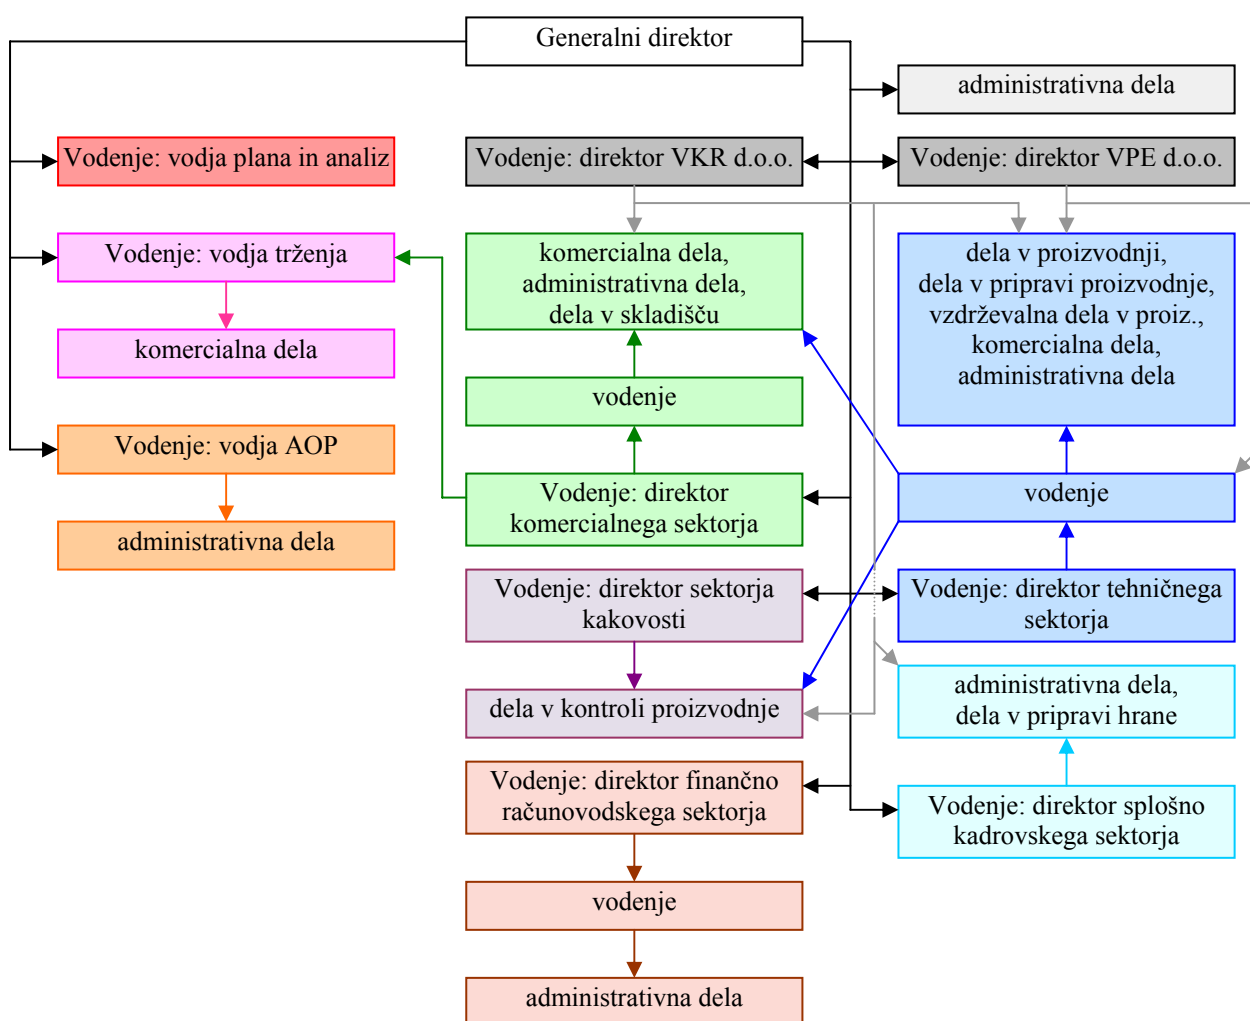 Generalni direktor
administrativna dela
Vodenje: vodja plana in analiz
Vodenje: direktor VKR d.o.o.
Vodenje: direktor VPE d.o.o.
Vodenje: vodja trženja
komercialna dela
komercialna dela,
administrativna dela,
dela v skladišču
dela v proizvodnji,
dela v pripravi proizvodnje,
vzdrževalna dela v proiz.,
komercialna dela,
administrativna dela
vodenje
Vodenje: vodja AOP
administrativna dela
Vodenje: direktor
komercialnega sektorja
vodenje
Vodenje: direktor sektorja
kakovosti
Vodenje: direktor tehničnega
sektorja
dela v kontroli proizvodnje
administrativna dela,
dela v pripravi hrane
Vodenje: direktor finančno
računovodskega sektorja
Vodenje: direktor splošno
kadrovskega sektorja
vodenje
administrativna dela